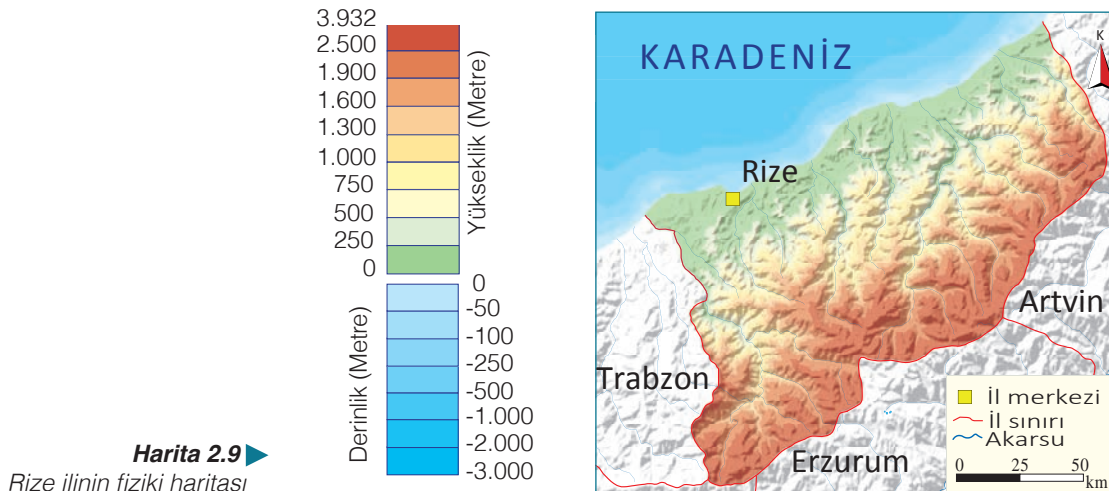 3.932
2.500
1.900
1.600
1.300
1.000
750
500
250
0
Yükseklik (Metre)
0
-50
-100
-250
-500
-1.000
-2.000
-3.000
Derinlik (Metre)
Harita 2.9
Rize ilinin fiziki haritası
KARADENİZ
K
Rize
Artvin
Trabzon
Erzurum
İl merkezi
İl sınırı
Akarsu
0 25 50
km